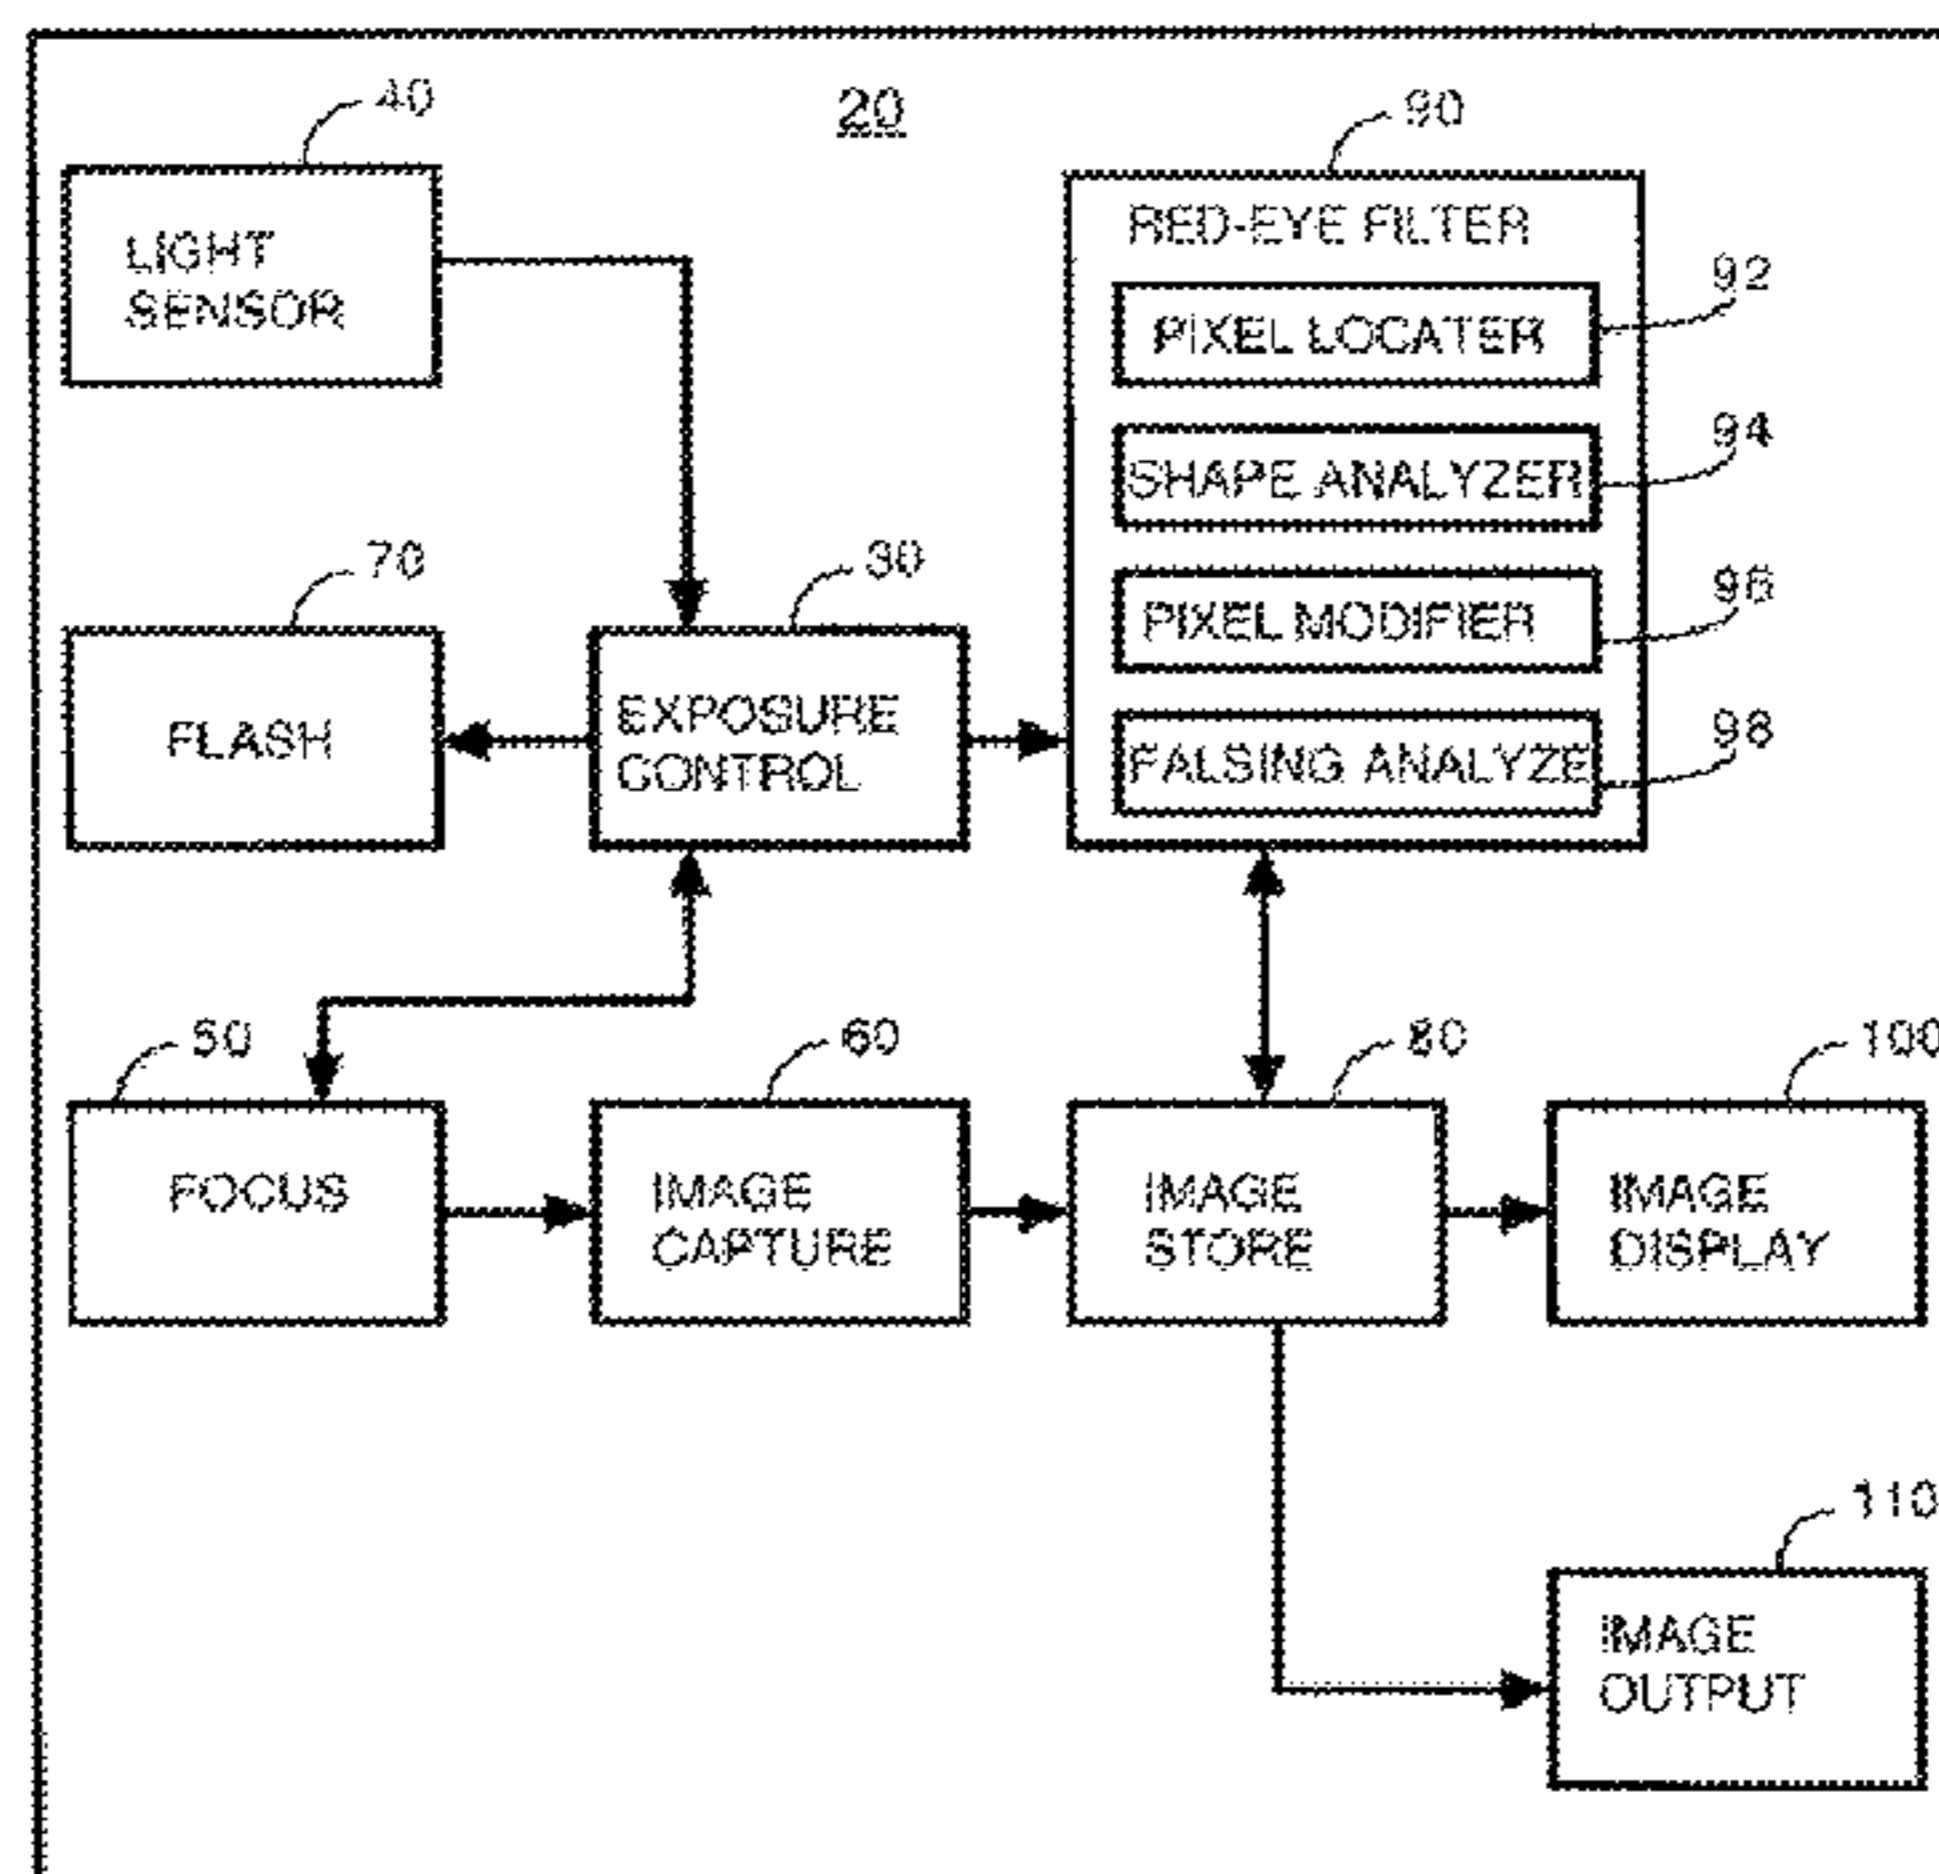 20
40
LIGHT
SENSOR
90
RED-EYE FILTER
92
PIXEL LOCATER
94
SHAPE ANALYZER
96
PIXEL MODIFIER
98
FALSING ANALYZE
70
FLASH
30
EXPOSURE
CONTROL
50
FOCUS
60
IMAGE
CAPTURE
80
IMAGE
STORE
100
IMAGE
DISPLAY
110
IMAGE
OUTPUT